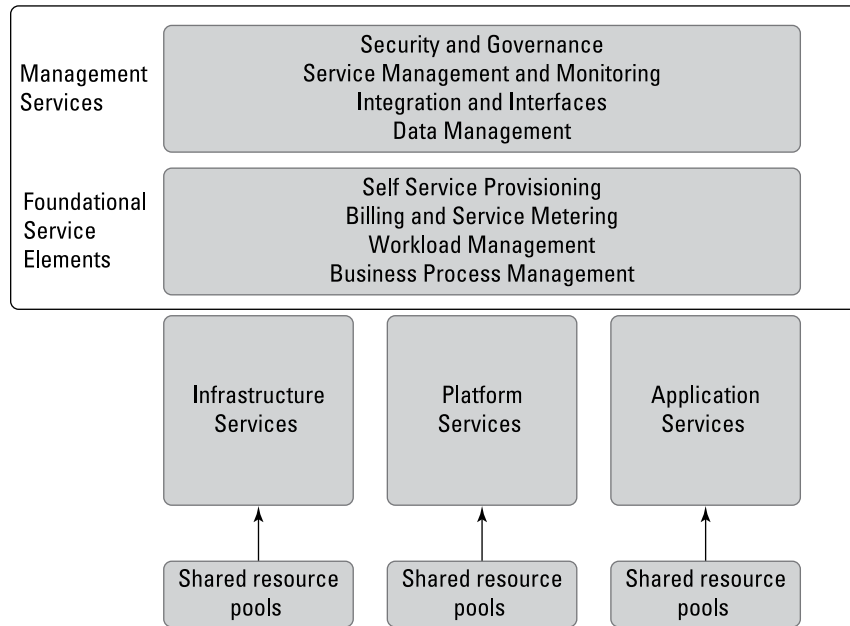 Management
Services
Security and Governance
Service Management and Monitoring
Integration and Interfaces
Data Management
Foundational
Service
Elements
Self Service Provisioning
Billing and Service Metering
Workload Management
Business Process Management
Infrastructure
Services
Platform
Services
Application
Services
Shared resource
pools
Shared resource
pools
Shared resource
pools